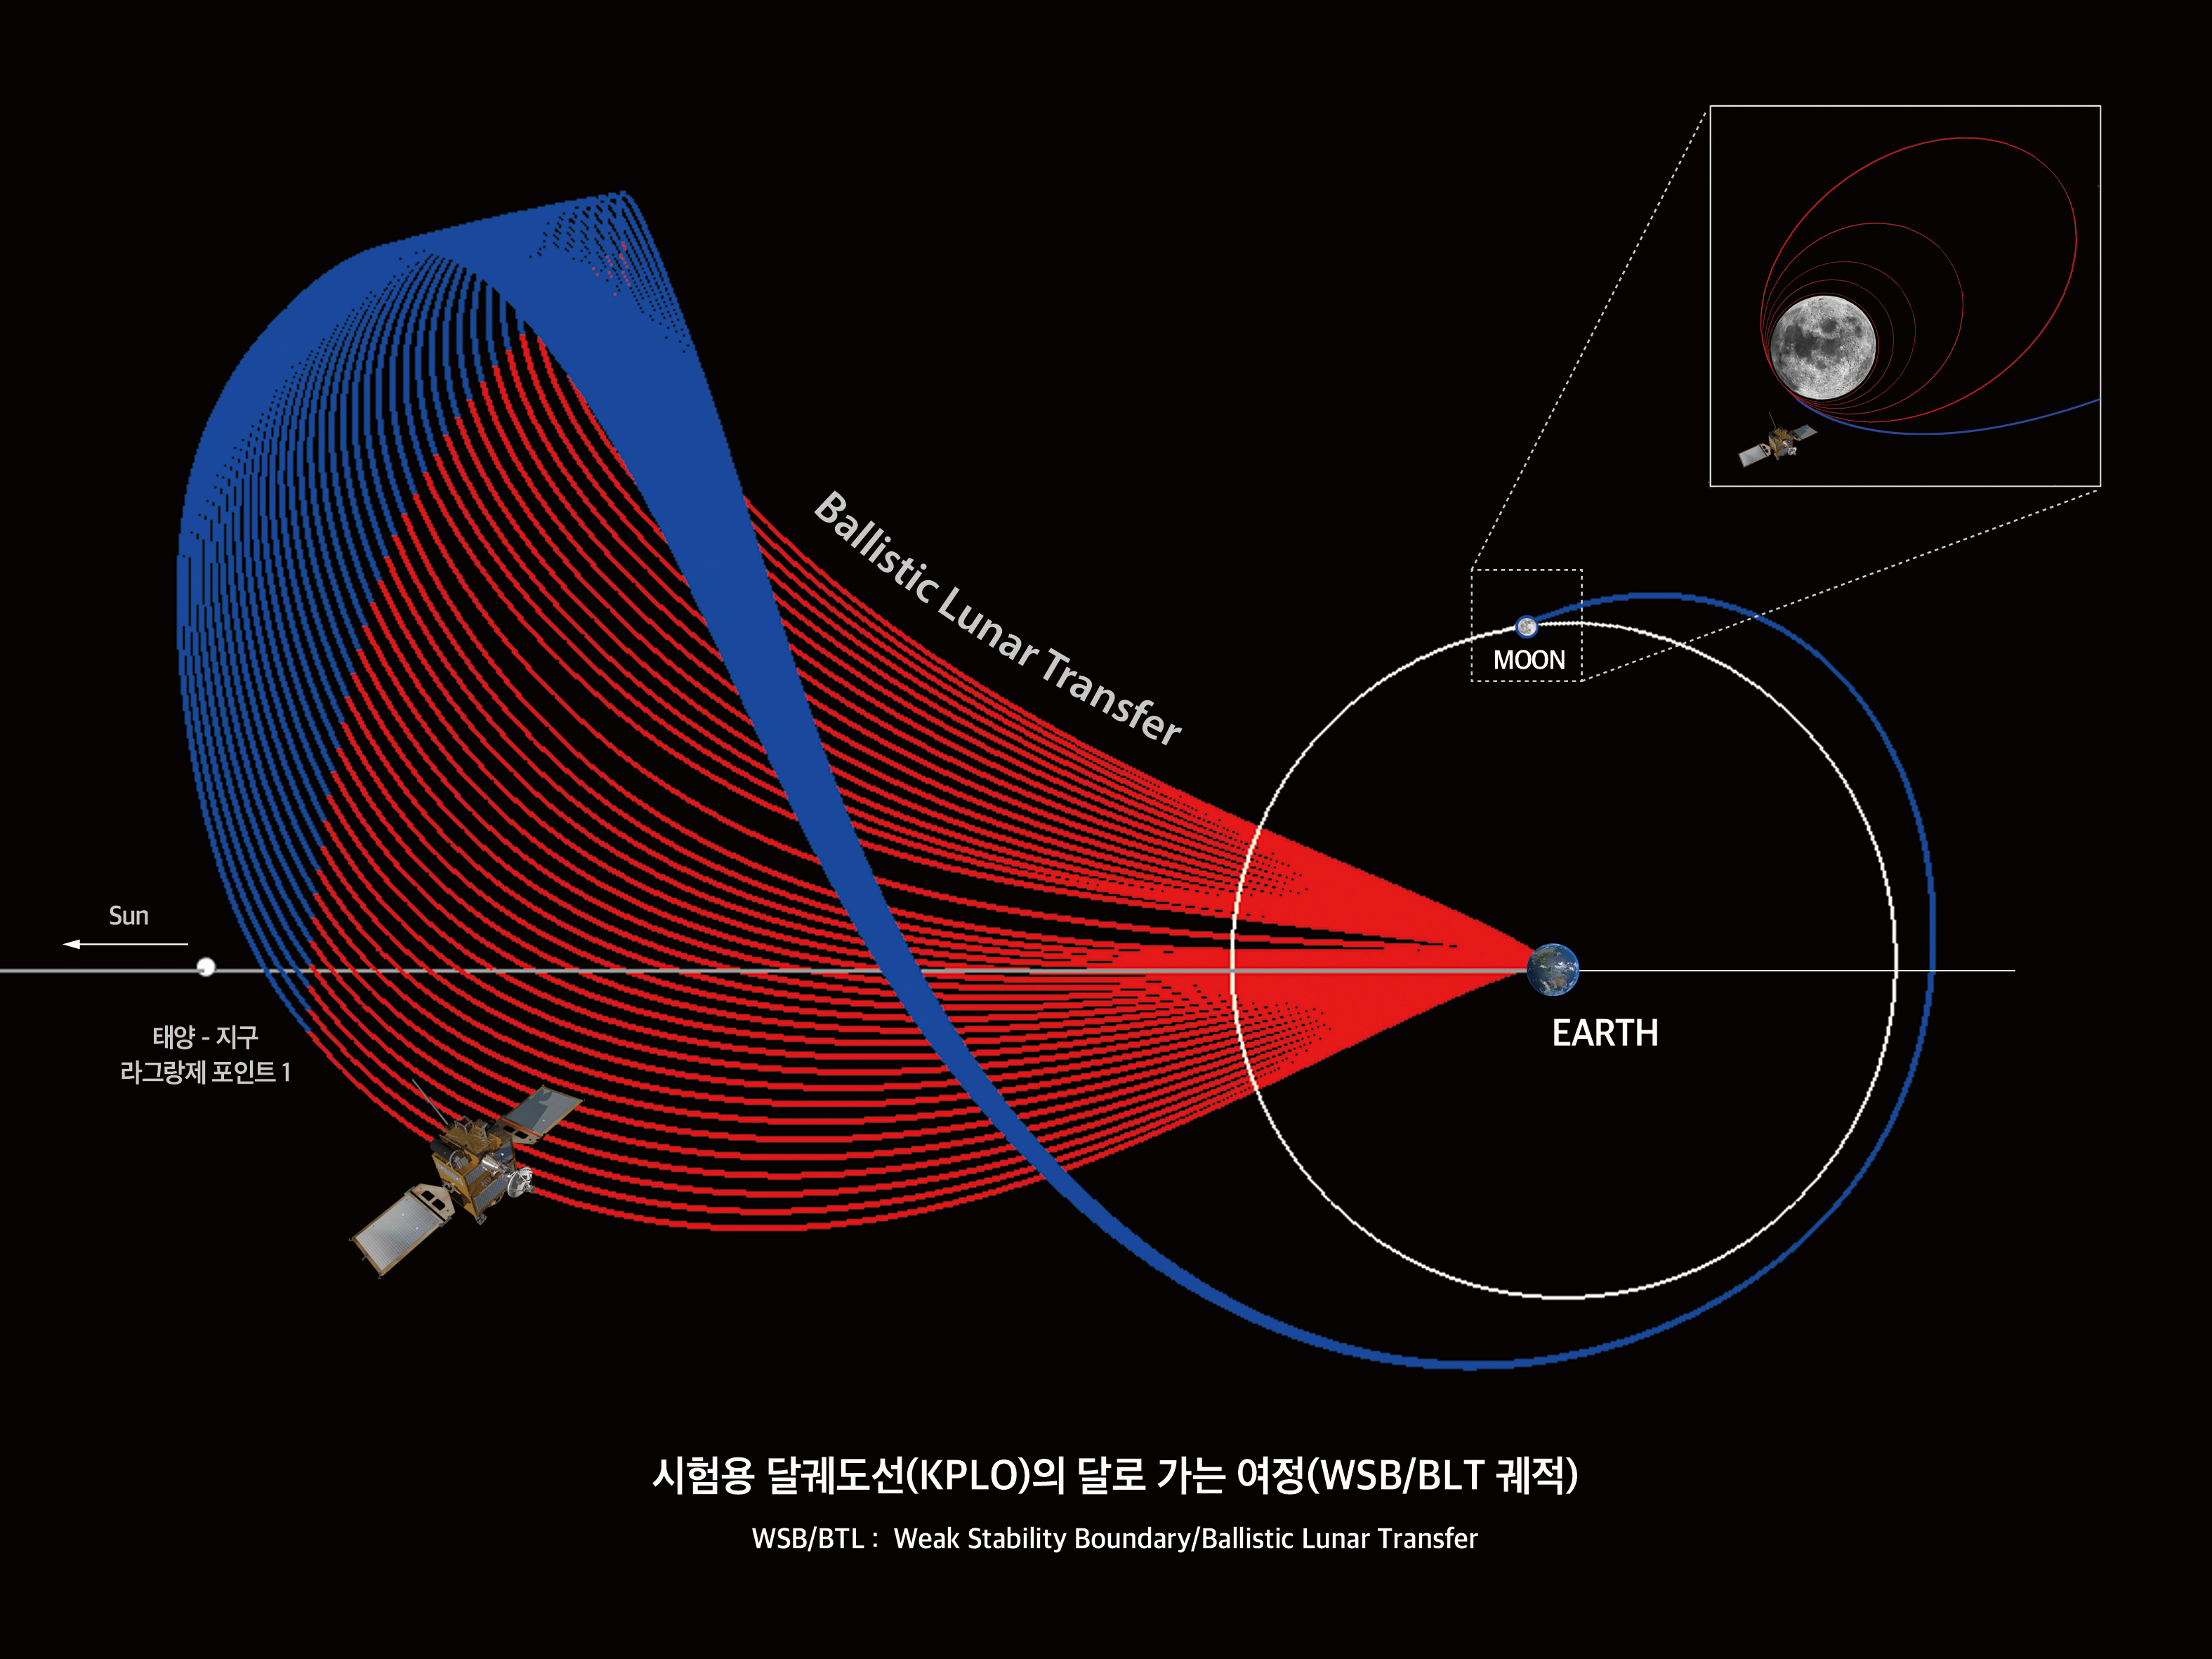 Ballistic Lunar Transfer
MOON
Sun
태양 - 지구
라그랑제 포인트 1
EARTH
시험용 달궤도선(KPLO)의 달로 가는 여정(WSB/BLT 궤적)
WSB/BTL : Weak Stability Boundary/Ballistic Lunar Transfer